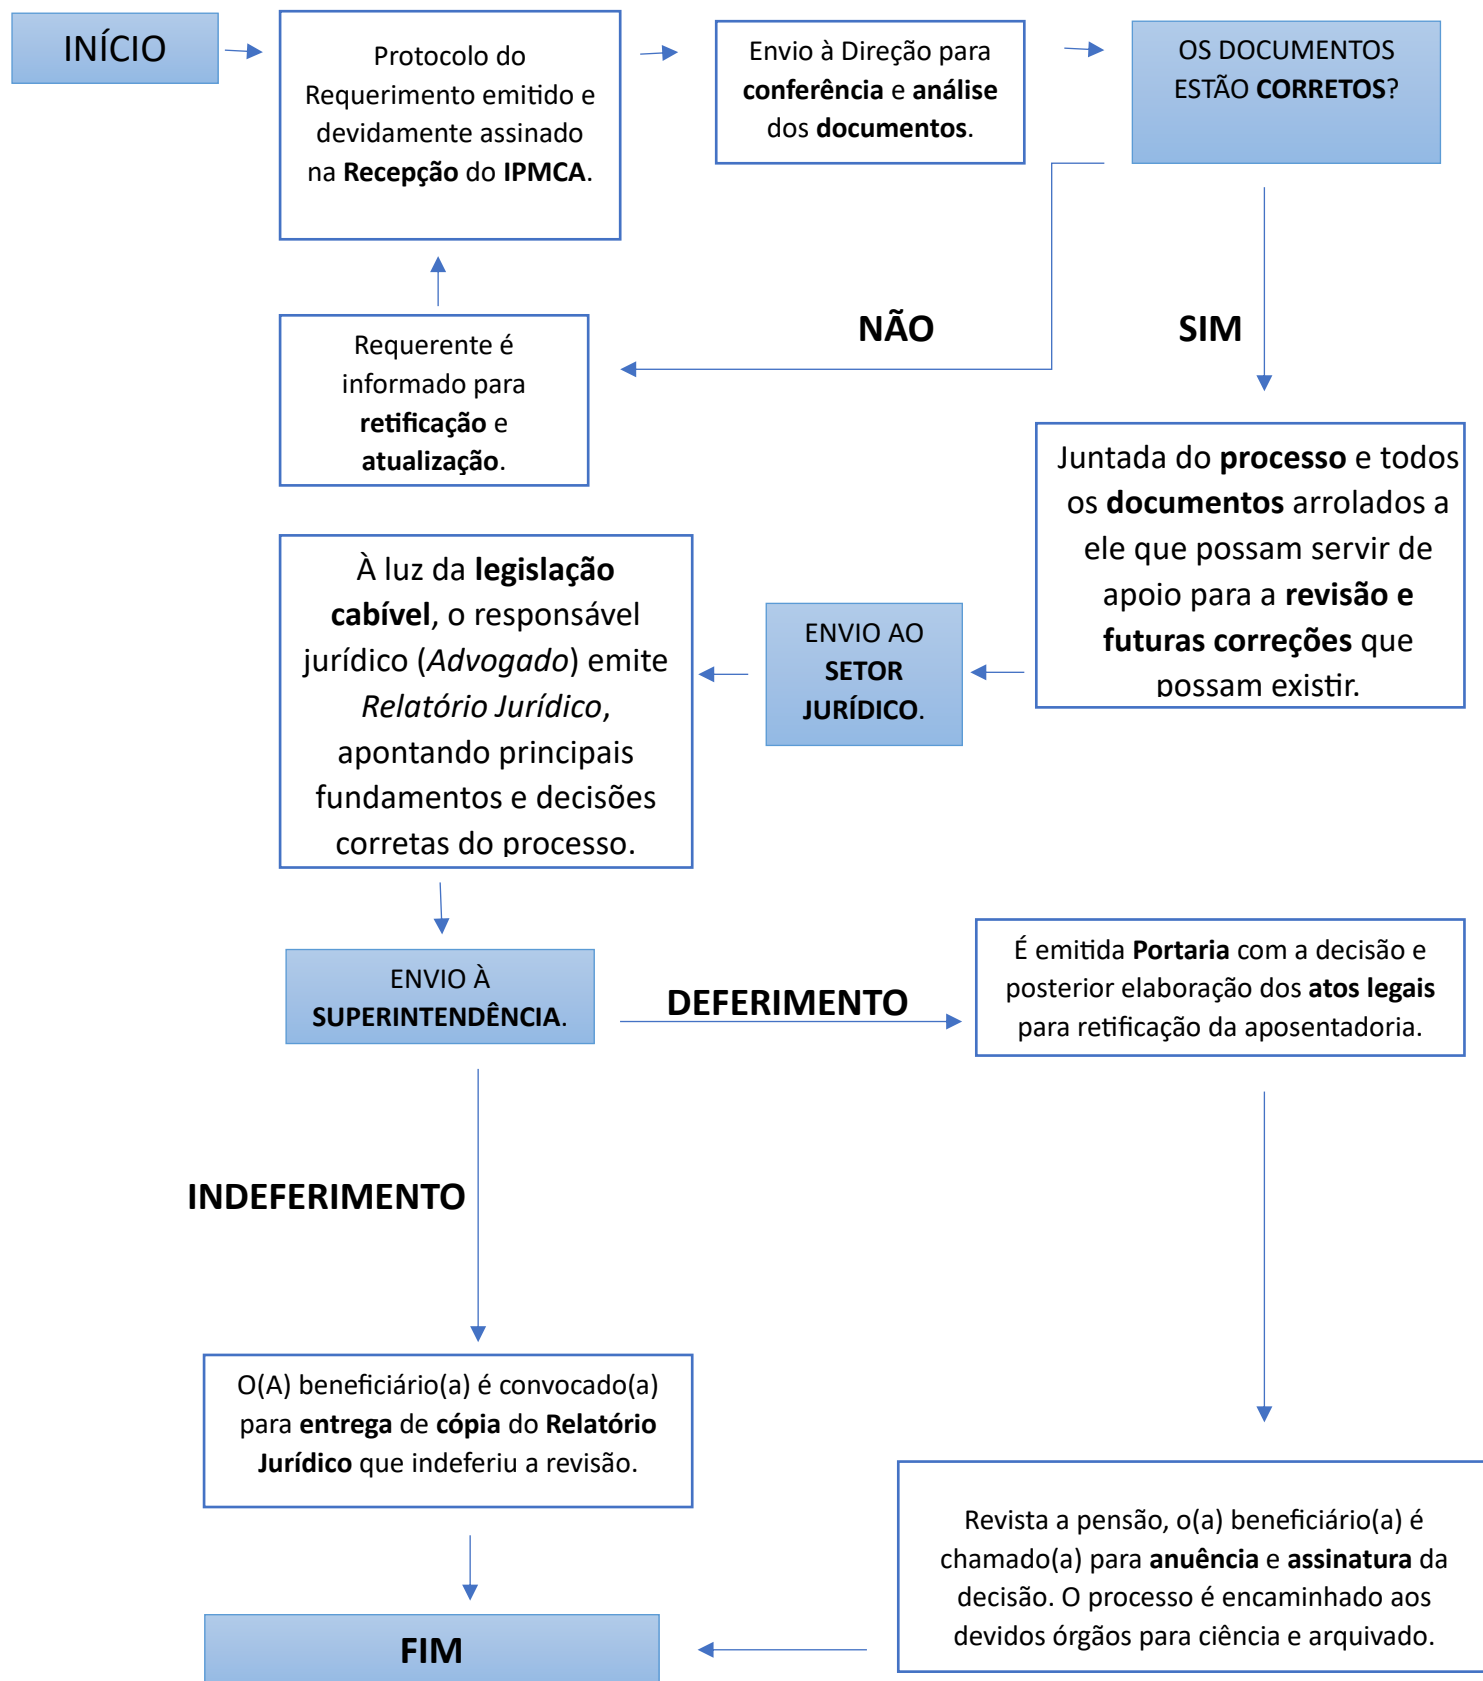 INÍCIO
Protocolo do
Requerimento emitido e
devidamente assinado
na Recepção do IPMCA.
Envio à Direção para
conferência e análise
dos documentos.
OS DOCUMENTOS
ESTÃO CORRETOS?
NÃO
SIM
Requerente é
informado para
retificação e
atualização.
Juntada do processo e todos
os documentos arrolados a
ele que possam servir de
apoio para a revisão e
futuras correções que
possam existir.
ENVIO AO
SETOR
JURÍDICO.
À luz da legislação
cabível, o responsável
jurídico (Advogado) emite
Relatório Jurídico,
apontando principais
fundamentos e decisões
corretas do processo.
ENVIO À
SUPERINTENDÊNCIA.
DEFERIMENTO
É emitida Portaria com a decisão e
posterior elaboração dos atos legais
para retificação da aposentadoria.
INDEFERIMENTO
O(A) beneficiário(a) é convocado(a)
para entrega de cópia do Relatório
Jurídico que indeferiu a revisão.
Revista a pensão, o(a) beneficiário(a) é
chamado(a) para anuência e assinatura da
decisão. O processo é encaminhado aos
devidos órgãos para ciência e arquivado.
FIM